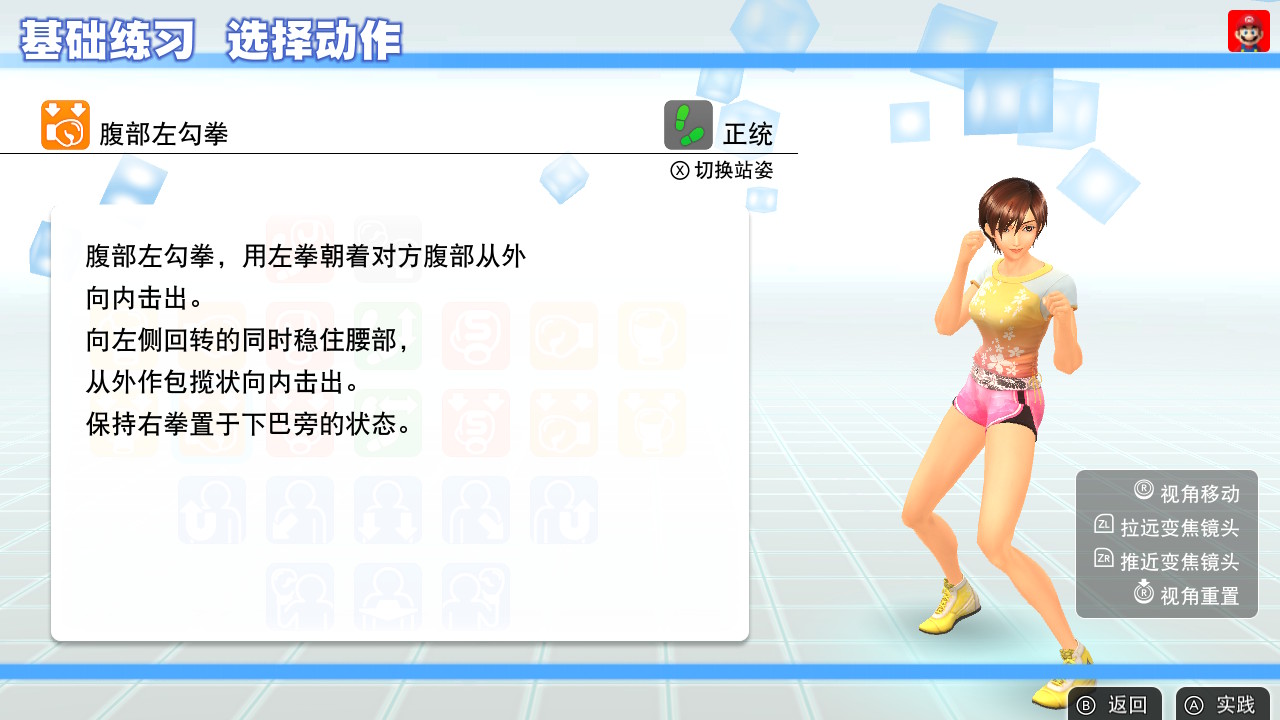 基础练习 选择动作
腹部左勾拳
正统
Ⓧ切换站姿
腹部左勾拳，用左拳朝着对方腹部从外
向内击出。
向左侧回转的同时稳住腰部，
从外作包揽状向内击出。
保持右拳置于下巴旁的状态。
Ⓡ 视角移动
ZL 拉远变焦镜头
ZR 推近变焦镜头
Ⓡ 视角重置
Ⓑ 返回
Ⓐ 实践